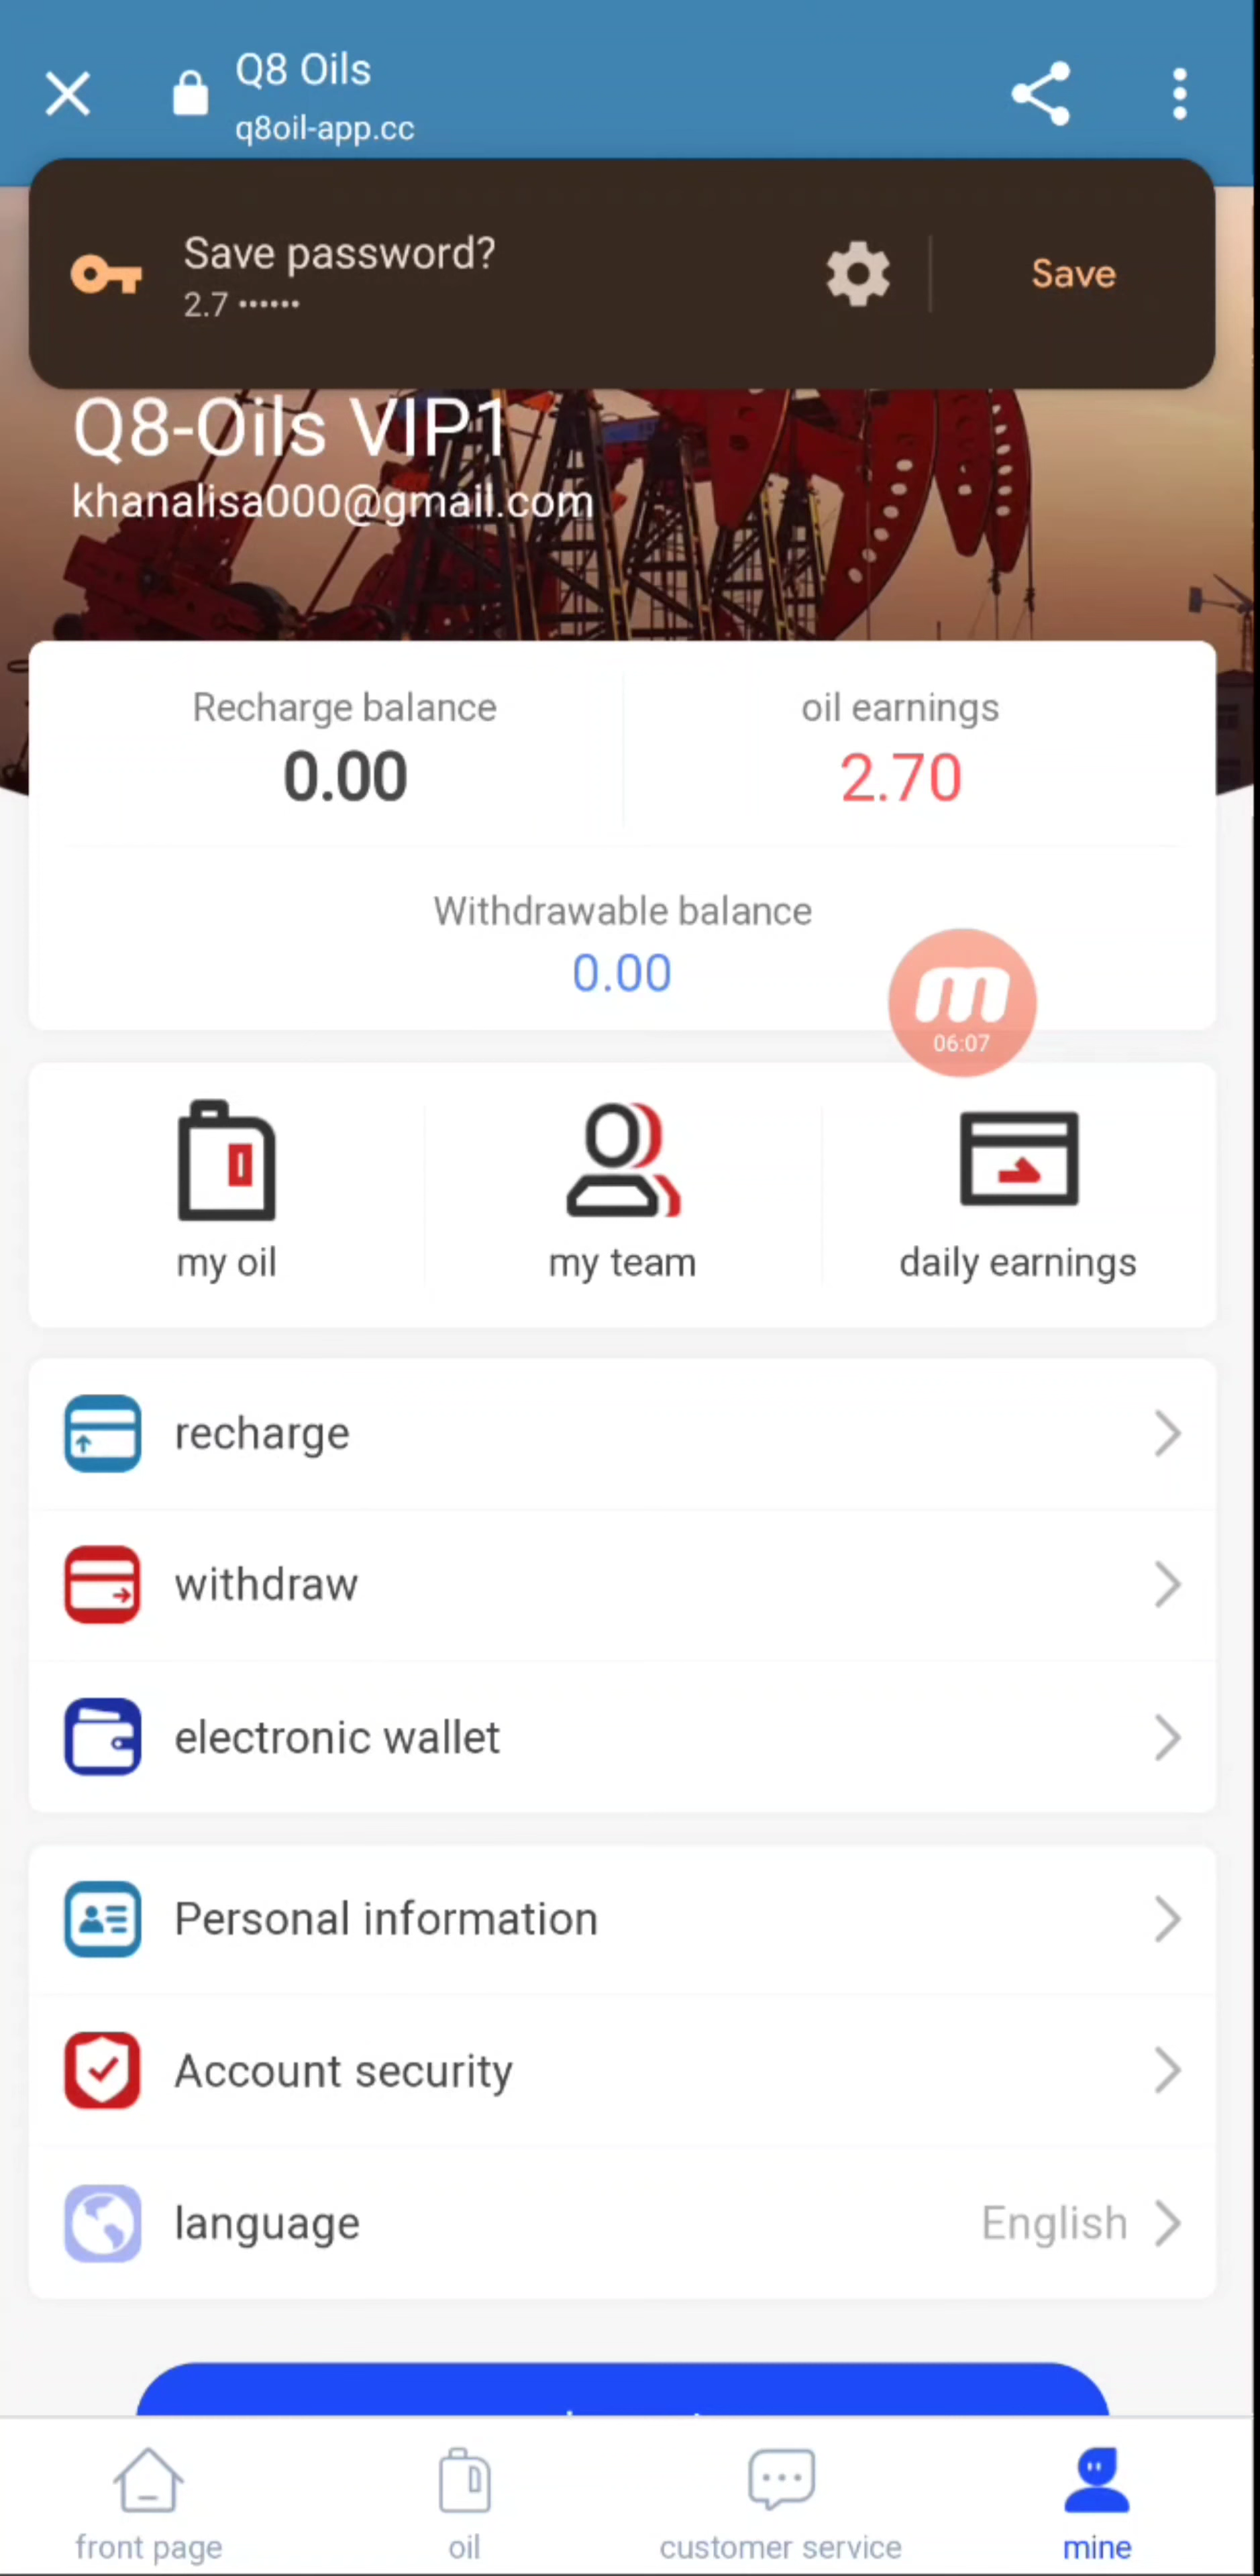 Q8 Oils
q8oil-app.cc
Save password?
2.7 ••••••
Save
Q8-Oils VIP1
khanalisa000@gmail.com
Recharge balance
0.00
oil earnings
2.70
Withdrawable balance
0.00
m
06:07
my oil
my team
daily earnings
recharge
withdraw
electronic wallet
Personal information
Account security
language
English
front page
oil
customer service
mine